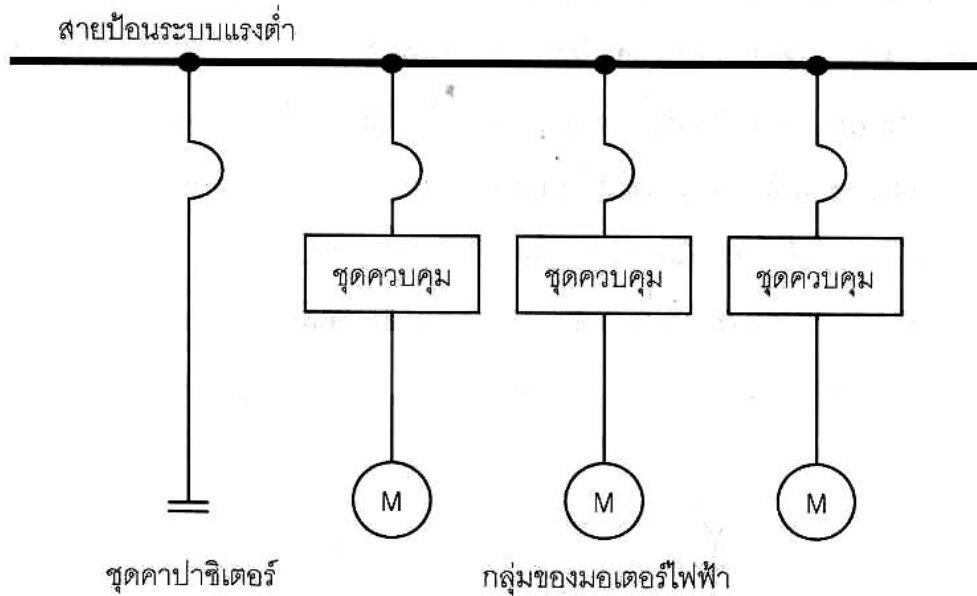 สายป้อนระบบแรงต่ำ
ชุดควบคุม ชุดควบคุม ชุดควบคุม
M M M
ชุดคาปาซิเตอร์ กลุ่มของมอเตอร์ไฟฟ้า